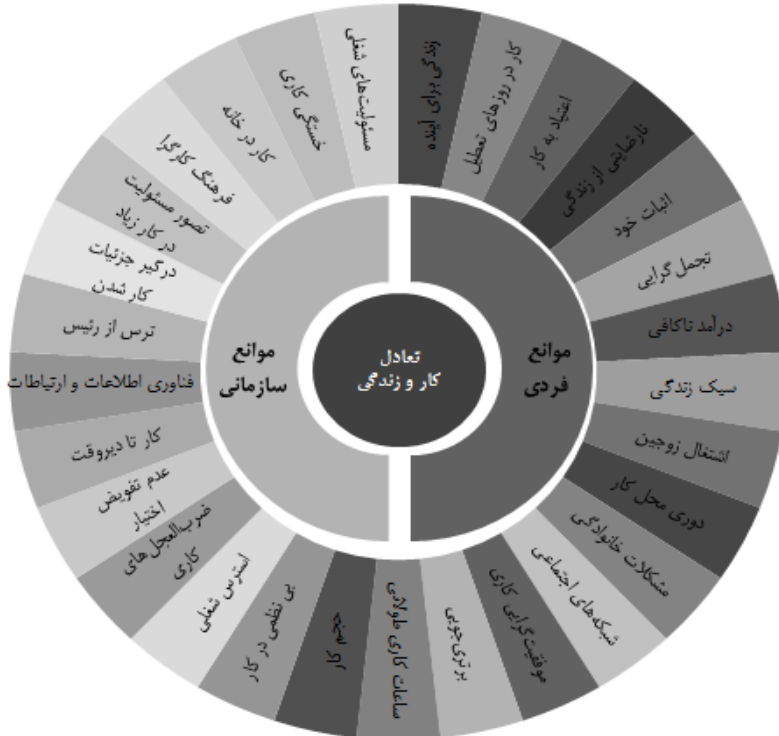 تعادل
کار و زندگی
موانع
فردی
موانع
سازمانی
زندگی برای آینده
کار در روزهای تعطیل
اعتیاد به کار
نارضایتی از زندگی
اثبات خود
تجمل‌گرایی
درآمد ناکافی
سبک زندگی
اشتغال زوجین
دوری محل کار
مشکلات خانوادگی
شبکه‌های اجتماعی
موفقیت‌گرایی کاری
برتری‌جویی
ساعات کاری طولانی
کار
بی نظمی در کار
استرس شغلی
ضرب‌العجل‌های
کاری
عدم تفویض
اختیار
کار تا دیروقت
فناوری اطلاعات و ارتباطات
ترس از رئیس
درگیر جزئیات
کار شدن
تصور مسئولیت
در کار زیاد
فرهنگ کارگرا
کار در خانه
خستگی کاری
مسئولیت‌های شغلی